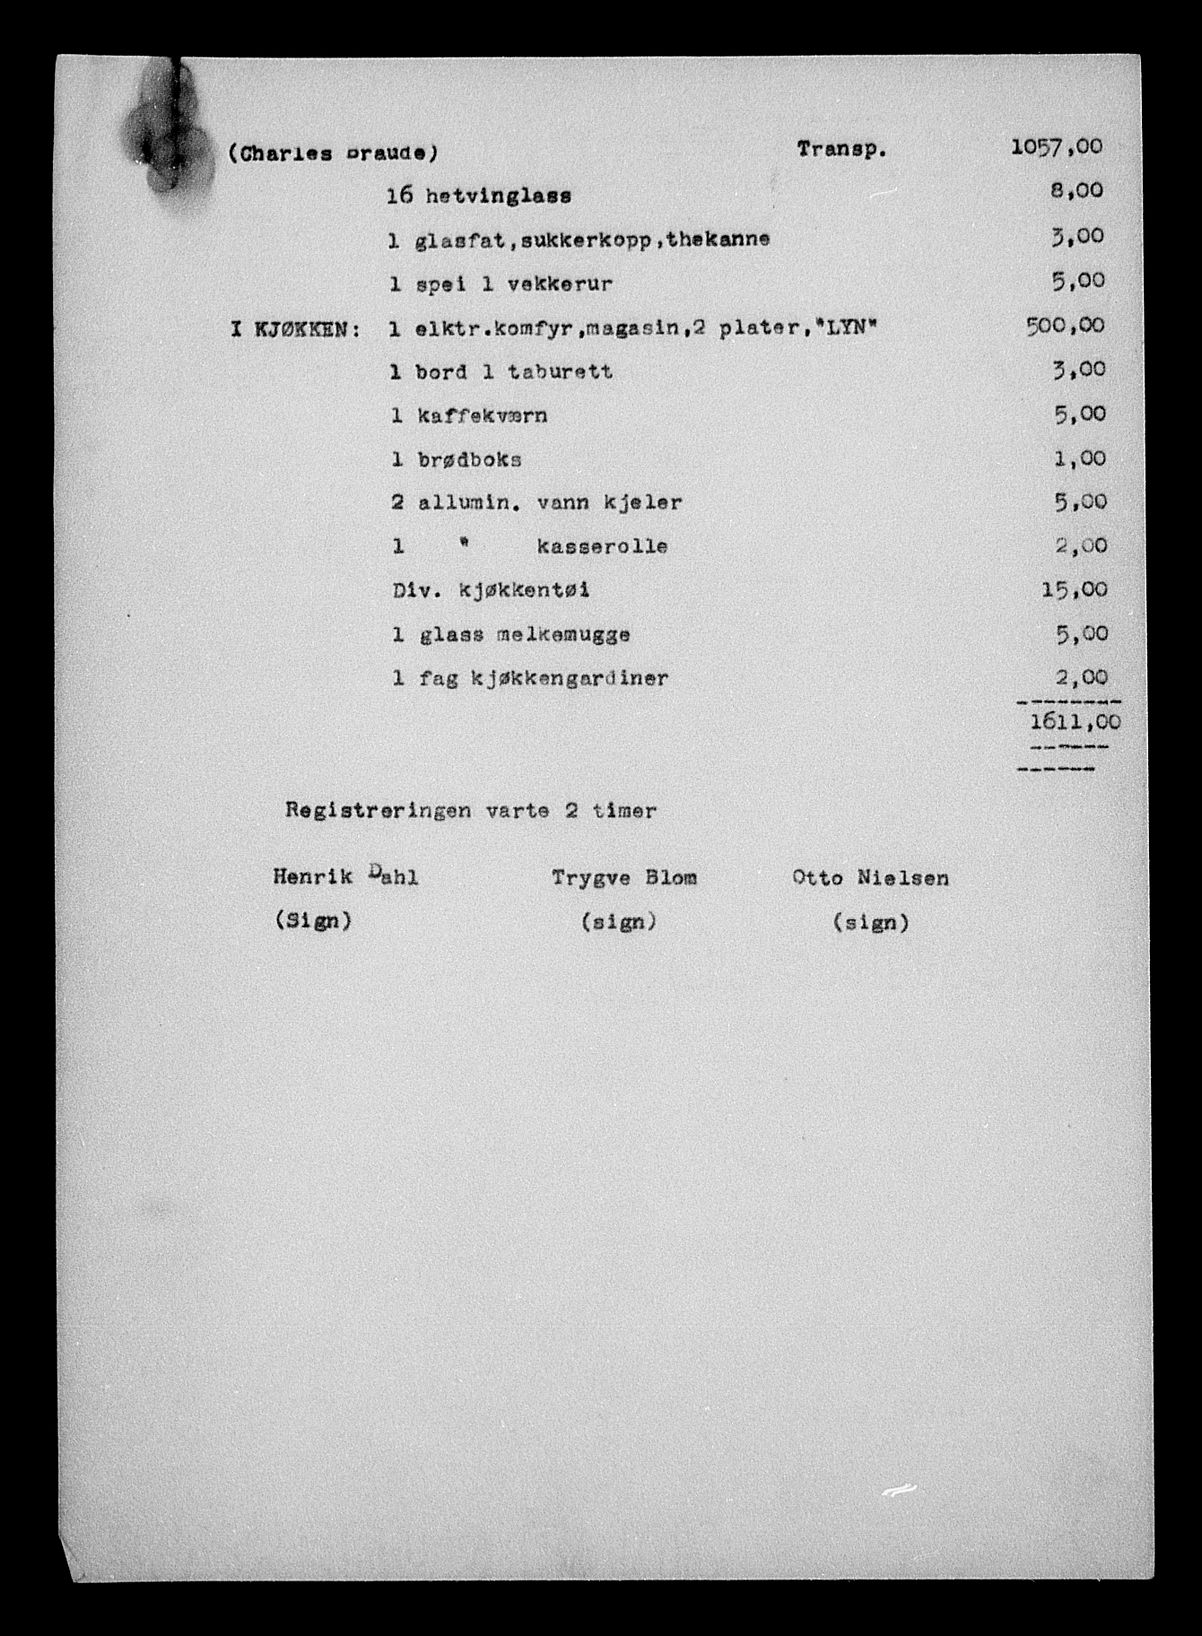 (Charles Braude) Transp. 1057,00
16 hetvinglass 8,00
1 glasfat,sukkerkopp,thekanne 3,00
1 spei 1 vekkerur 5,00
I KJØKKEN: 1 elktr.komfyr,magasin,2 plater,"LYN" 500,00
1 bord 1 taburett 3,00
1 kaffekværn 5,00
1 brødboks 1,00
2 allumin. vann kjeler 5,00
1 " kasserolle 2,00
Div. kjøkkentøi 15,00
1 glass melkemugge 5,00
1 fag kjøkkengardiner 2,00
1611,00
Registreringen varte 2 timer
Henrik Dahl Trygve Blom Otto Nielsen
(Sign) (sign) (sign)